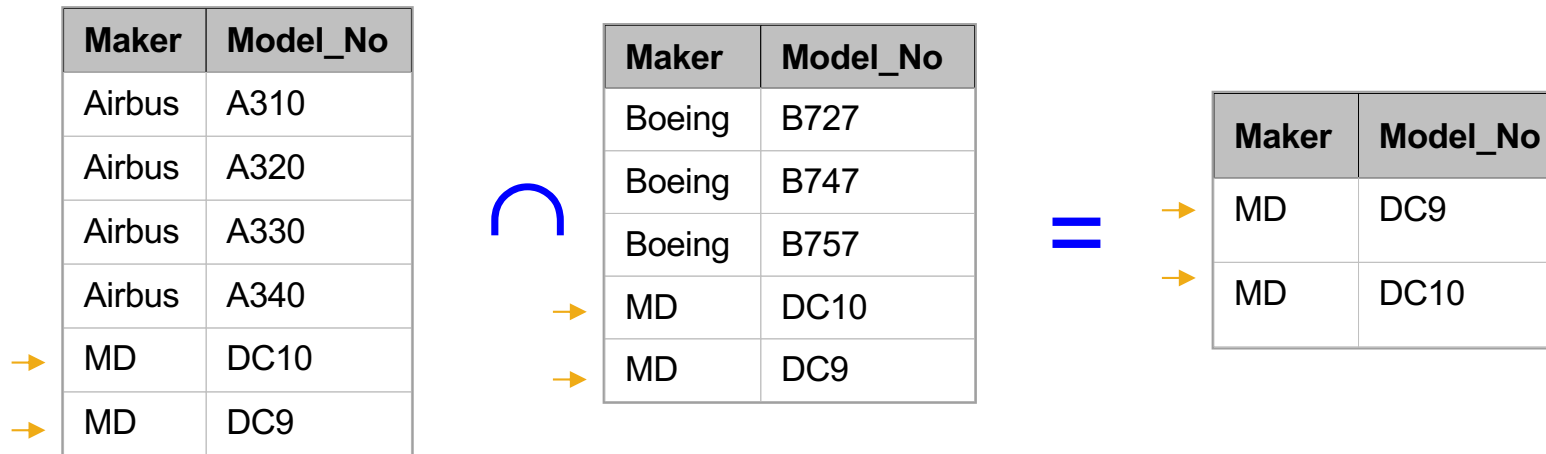 Maker Model_No
Airbus A310
Airbus A320
Airbus A330
Airbus A340
MD DC10
MD DC9
∩
Maker Model_No
Boeing B727
Boeing B747
Boeing B757
MD DC10
MD DC9
=
Maker Model_No
MD DC9
MD DC10